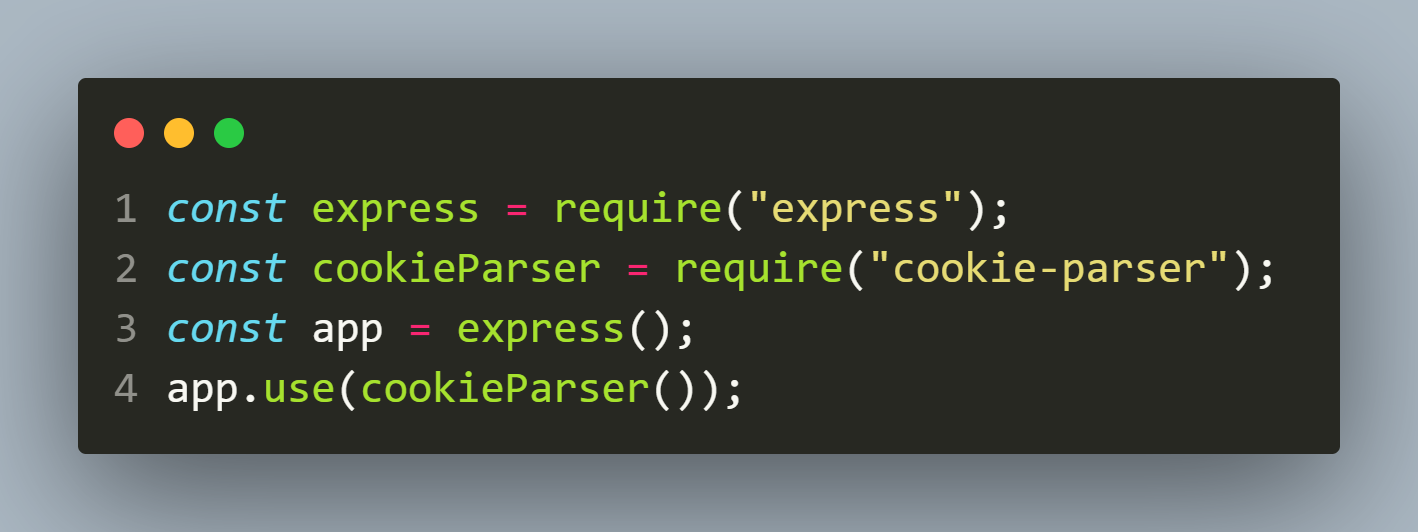 1 const express = require("express");
2 const cookieParser = require("cookie-parser");
3 const app = express();
4 app.use(cookieParser());